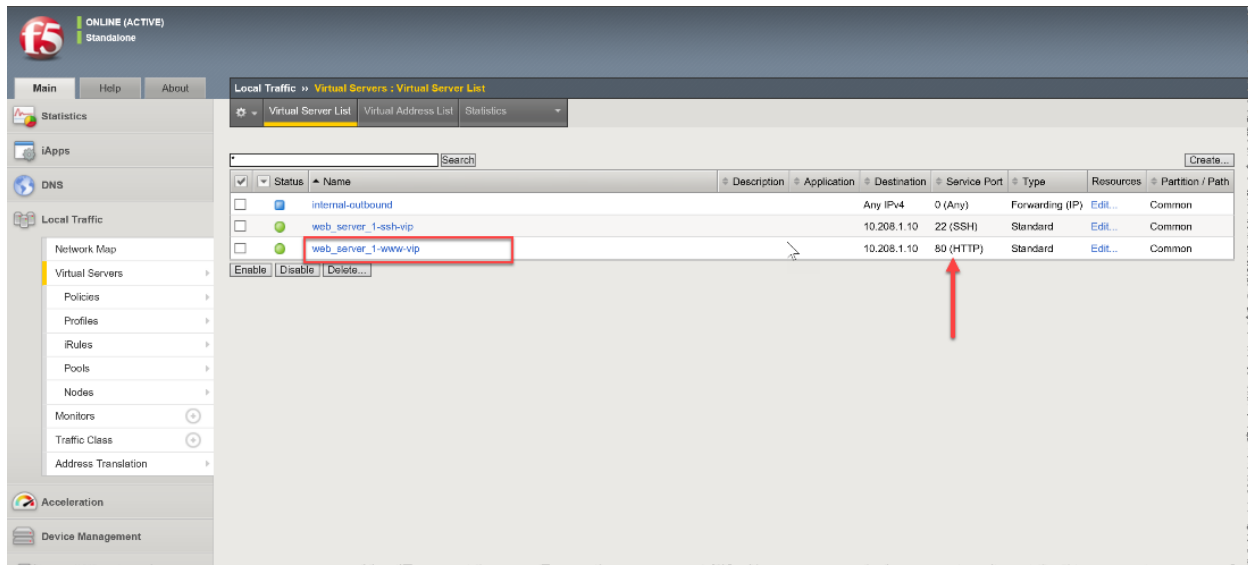 f5
ONLINE (ACTIVE)
Standalone
Main Help About
Local Traffic ›› Virtual Servers : Virtual Server List
Statistics
iApps
DNS
Local Traffic
Network Map
Virtual Servers
Policies
Profiles
iRules
Pools
Nodes
Monitors
Traffic Class
Address Translation
Acceleration
Device Management
Virtual Server List Virtual Address List Statistics
* Search Create...
Status Name Description Application Destination Service Port Type Resources Partition / Path
internal-outbound Any IPv4 0 (Any) Forwarding (IP) Edit... Common
web_server_1-ssh-vip 10.208.1.10 22 (SSH) Standard Edit... Common
web_server_1-www-vip 10.208.1.10 80 (HTTP) Standard Edit... Common
Enable Disable Delete...